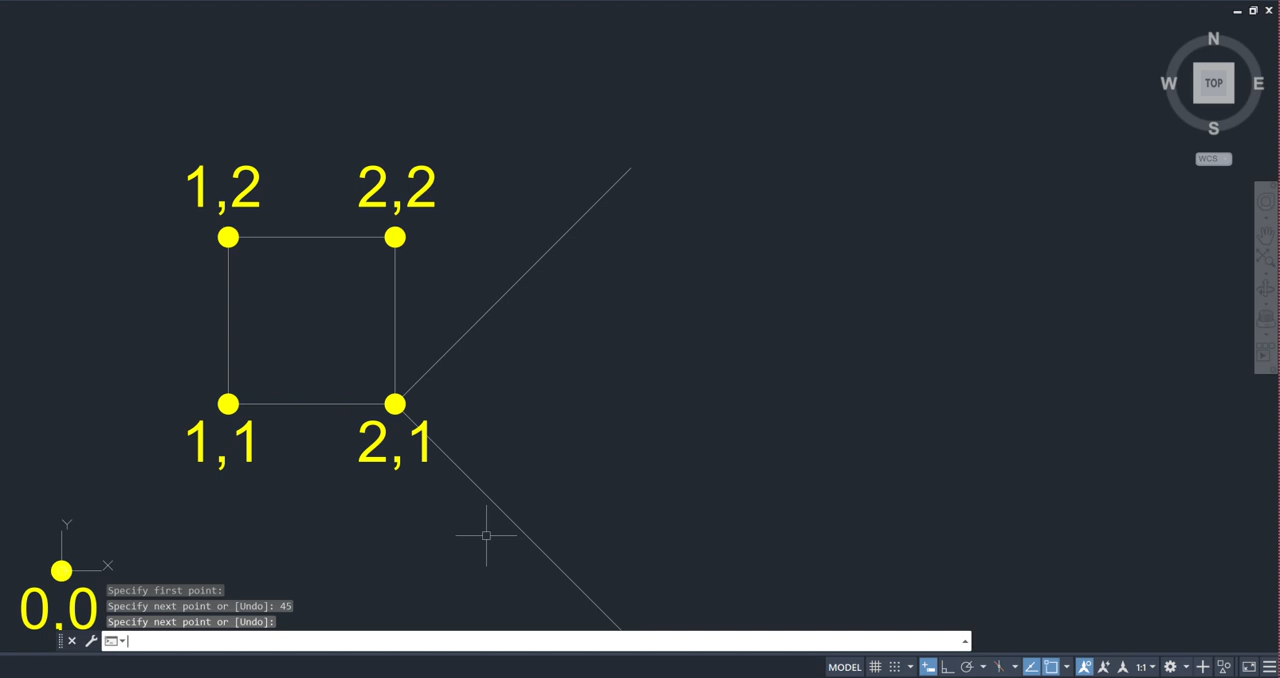 N
W TOP E
S
WCS
1,2 2,2
1,1 2,1
Y
X
0,0
Specify first point:
Specify next point or [Undo]: 45
Specify next point or [Undo]:
MODEL
1:1